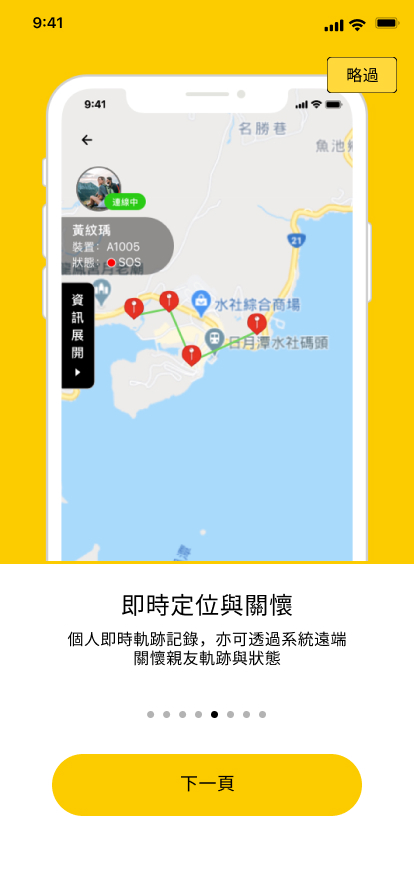 9:41
略過
9:41
名勝巷
魚池
連線中
黃紋瑀
裝置：A1005
狀態：SOS
21
資訊展開
水社綜合商場
日月潭水社碼頭
即時定位與關懷
個人即時軌跡記錄，亦可透過系統遠端
關懷親友軌跡與狀態
下一頁